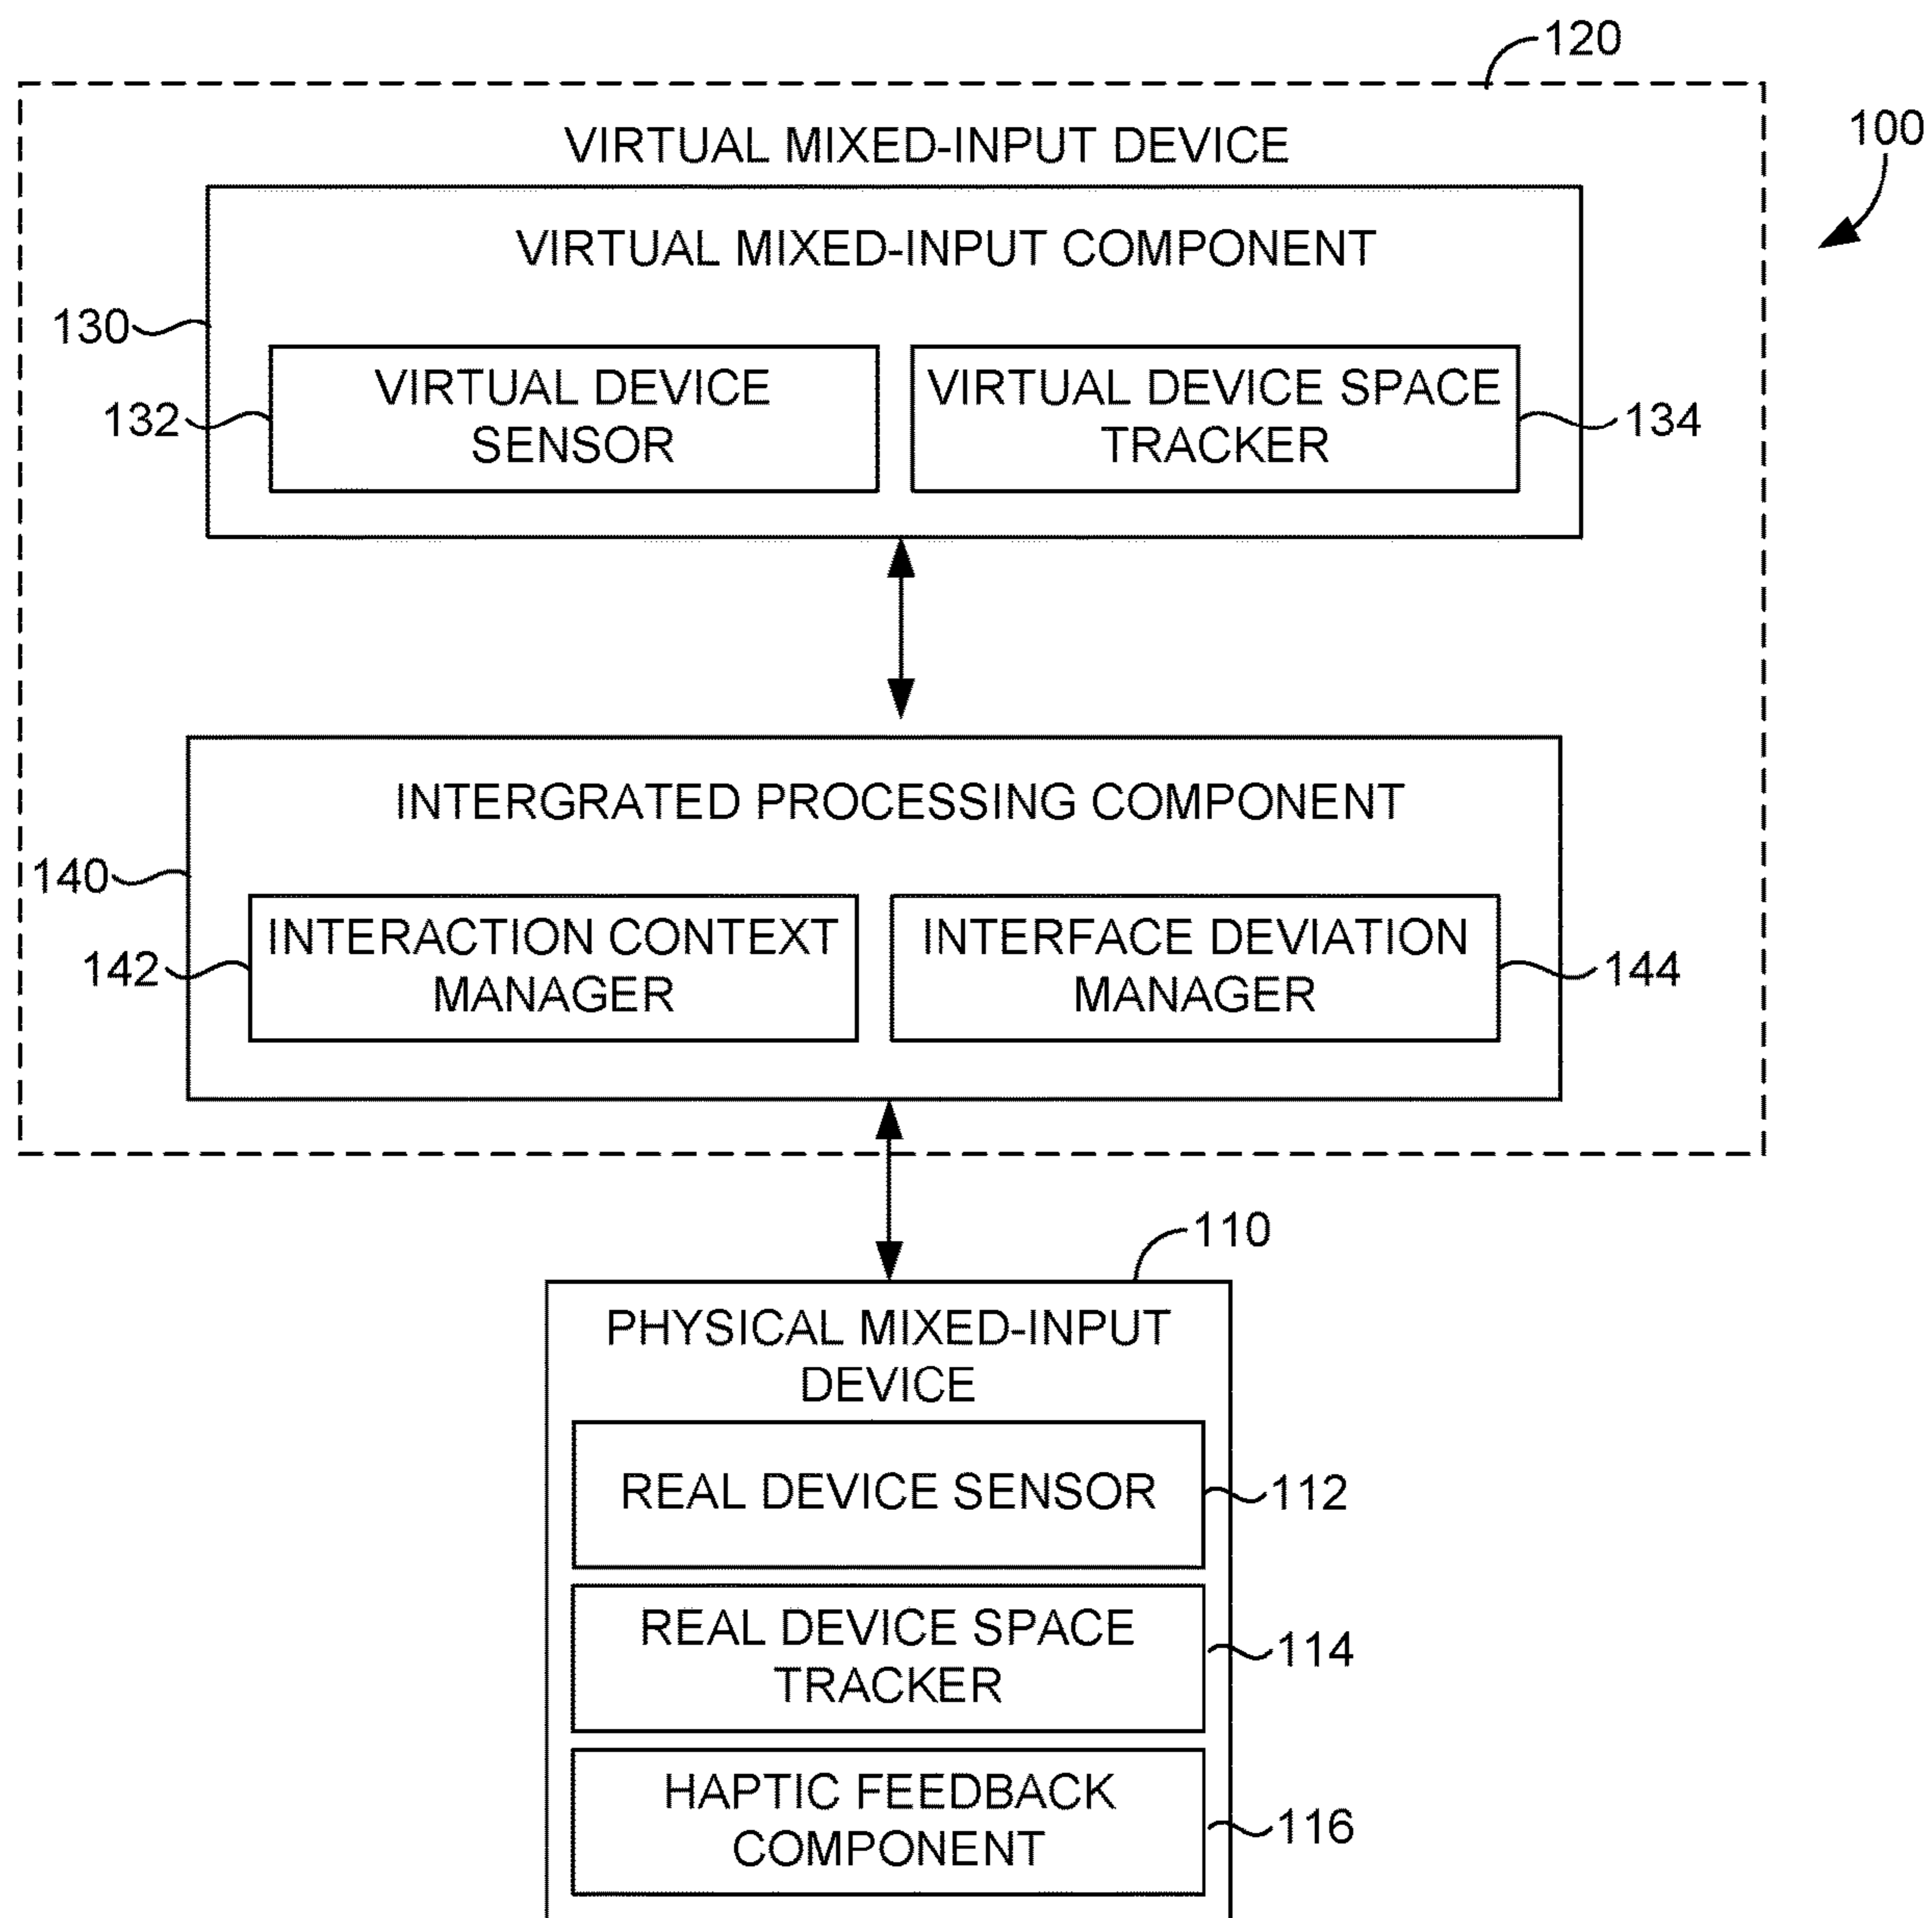 120
100
VIRTUAL MIXED-INPUT DEVICE
VIRTUAL MIXED-INPUT COMPONENT
130
VIRTUAL DEVICE
SENSOR
132
VIRTUAL DEVICE SPACE
TRACKER
134
INTERGRATED PROCESSING COMPONENT
140
INTERACTION CONTEXT
MANAGER
142
INTERFACE DEVIATION
MANAGER
144
110
PHYSICAL MIXED-INPUT
DEVICE
REAL DEVICE SENSOR
112
REAL DEVICE SPACE
TRACKER
114
HAPTIC FEEDBACK
COMPONENT
116